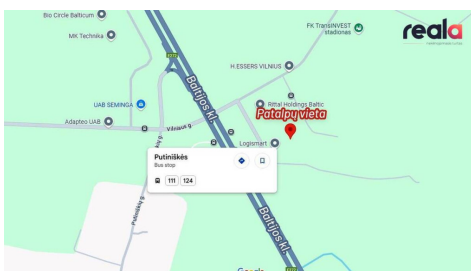 Bio Circle Balticum
MK Technika
FK TransINVEST
stadionas
reala
H.ESSERS VILNIUS
Baltijos kl.
UAB SEMINGA
Rittal Holdings Baltic
Patalpų vieta
Adapteo UAB
Vilniaus g.
Logismart
Putiniškės
Bus stop
111 124
Putiniškių g.
Baltijos kl.